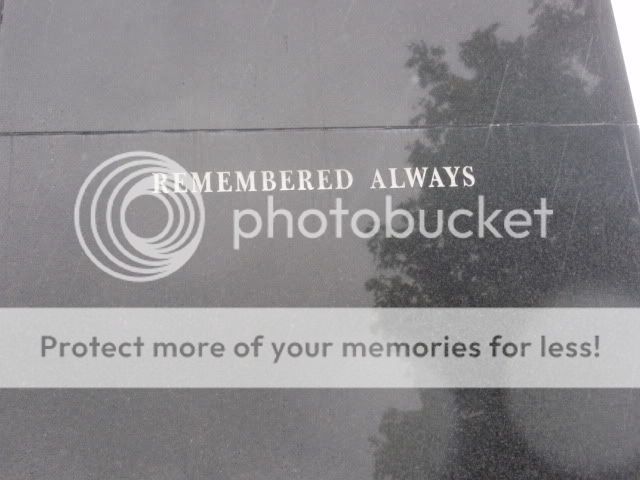 REMEMBERED ALWAYS
photobucket
Protect more of your memories for less!